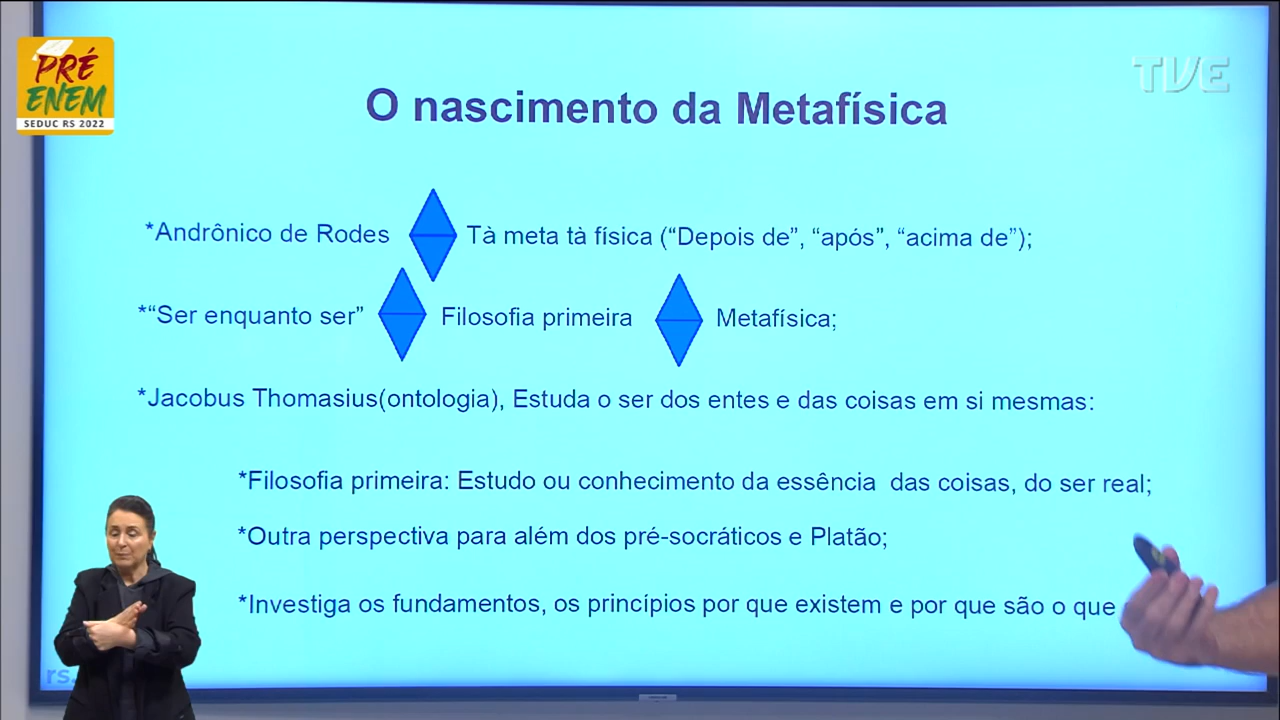 PRÉ
ENEM
SEDUC RS 2022
TVE
O nascimento da Metafísica
*Andrônico de Rodes Tà meta tà física (“Depois de”, “após”, “acima de”);
*“Ser enquanto ser” Filosofia primeira Metafísica;
*Jacobus Thomasius(ontologia), Estuda o ser dos entes e das coisas em si mesmas:
*Filosofia primeira: Estudo ou conhecimento da essência das coisas, do ser real;
*Outra perspectiva para além dos pré-socráticos e Platão;
*Investiga os fundamentos, os princípios por que existem e por que são o que
rs.